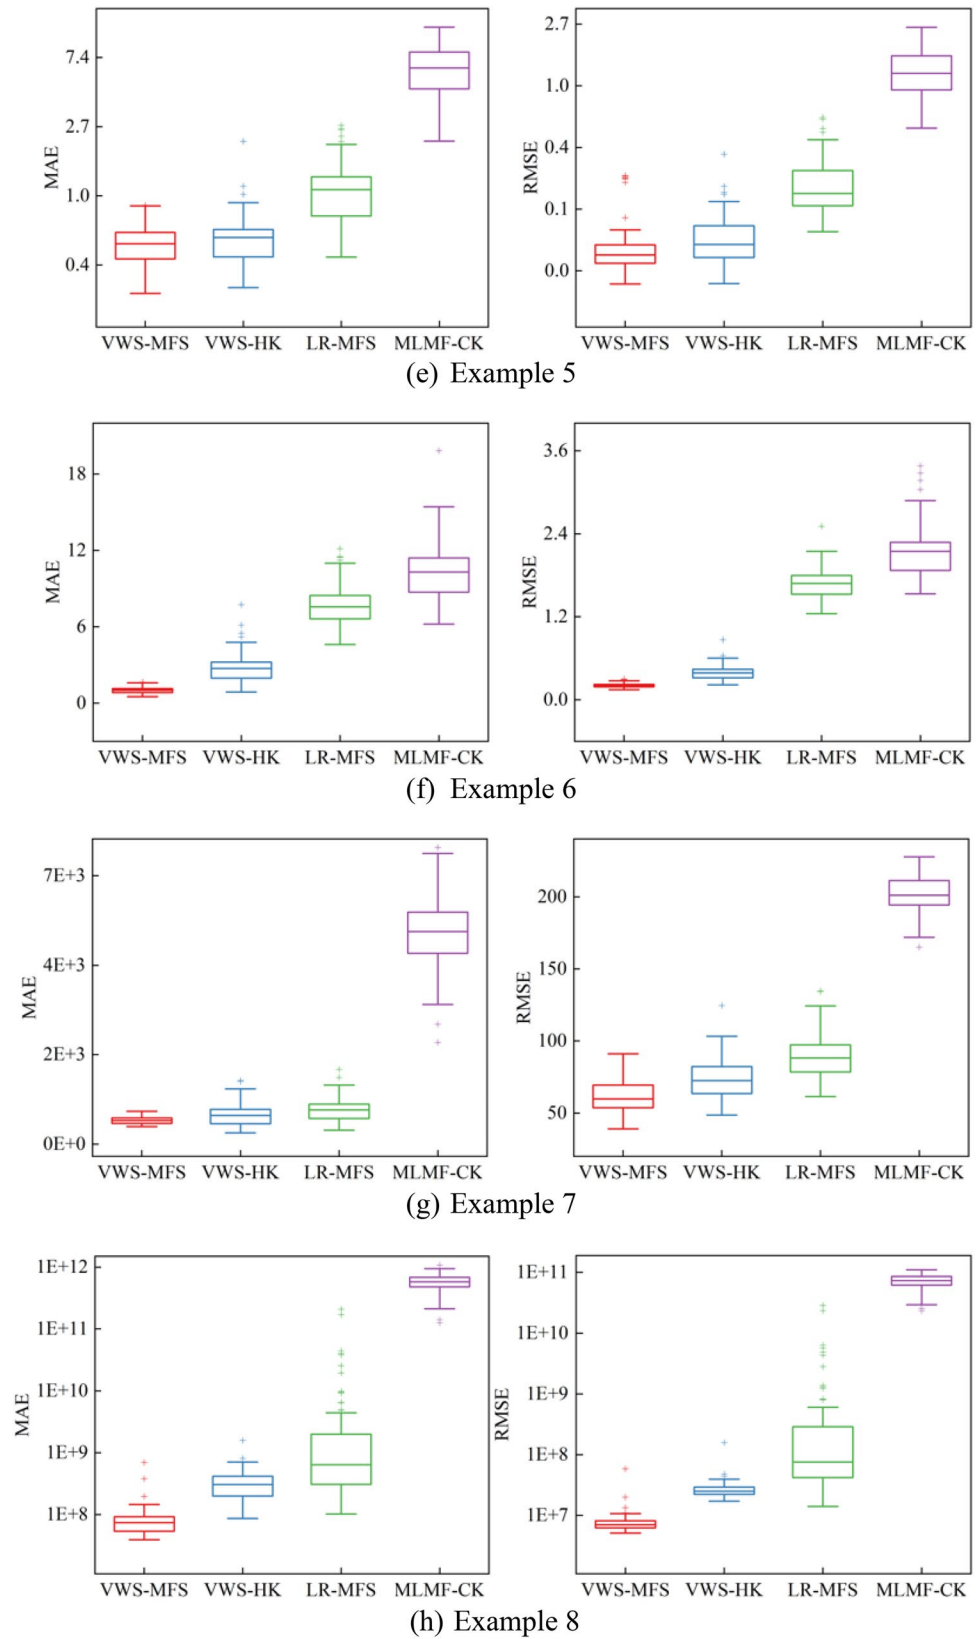 7.4
2.7
1.0
0.4
MAE
VWS-MFS VWS-HK LR-MFS MLMF-CK
2.7
1.0
0.4
0.1
0.0
RMSE
VWS-MFS VWS-HK LR-MFS MLMF-CK
(e) Example 5
18
12
6
0
MAE
VWS-MFS VWS-HK LR-MFS MLMF-CK
3.6
2.4
1.2
0.0
RMSE
VWS-MFS VWS-HK LR-MFS MLMF-CK
(f) Example 6
7E+3
4E+3
2E+3
0E+0
MAE
VWS-MFS VWS-HK LR-MFS MLMF-CK
200
150
100
50
RMSE
VWS-MFS VWS-HK LR-MFS MLMF-CK
(g) Example 7
1E+12
1E+11
1E+10
1E+9
1E+8
MAE
VWS-MFS VWS-HK LR-MFS MLMF-CK
1E+11
1E+10
1E+9
1E+8
1E+7
RMSE
VWS-MFS VWS-HK LR-MFS MLMF-CK
(h) Example 8